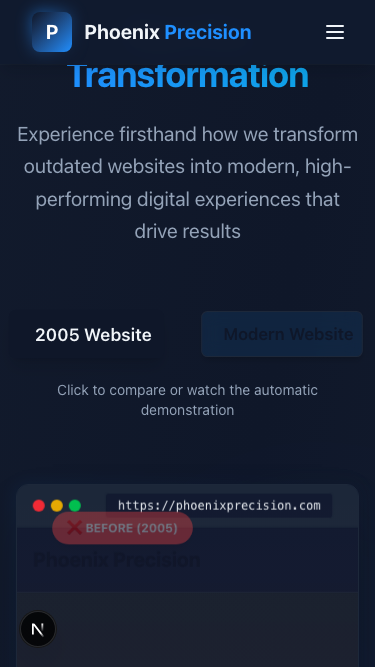 P
Phoenix Precision
Transformation
Experience firsthand how we transform
outdated websites into modern, high-
performing digital experiences that
drive results
2005 Website
Modern Website
Click to compare or watch the automatic
demonstration
https://phoenixprecision.com
❌ BEFORE (2005)
Phoenix Precision
N